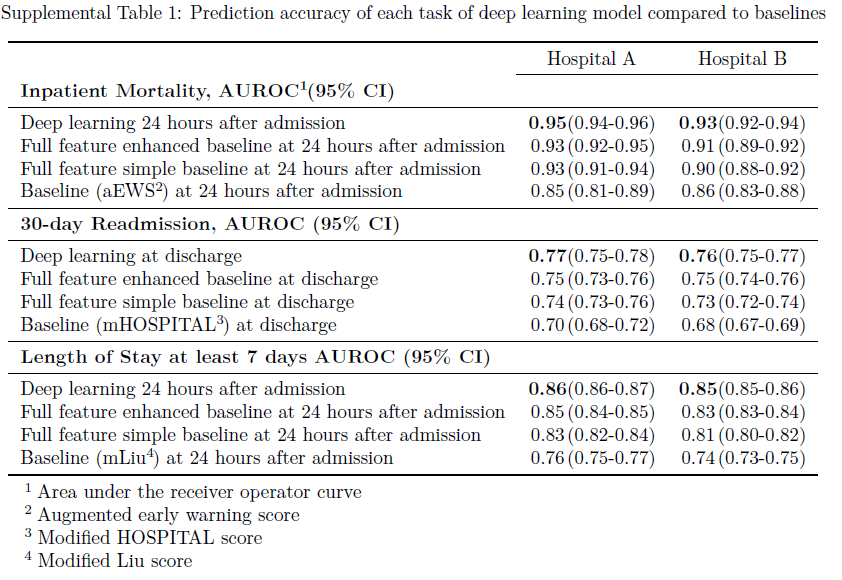 Supplemental Table 1: Prediction accuracy of each task of deep learning model compared to baselines
Hospital A Hospital B
Inpatient Mortality, AUROC¹(95% CI)
Deep learning 24 hours after admission 0.95(0.94-0.96) 0.93(0.92-0.94)
Full feature enhanced baseline at 24 hours after admission 0.93 (0.92-0.95) 0.91 (0.89-0.92)
Full feature simple baseline at 24 hours after admission 0.93 (0.91-0.94) 0.90 (0.88-0.92)
Baseline (aEWS²) at 24 hours after admission 0.85 (0.81-0.89) 0.86 (0.83-0.88)
30-day Readmission, AUROC (95% CI)
Deep learning at discharge 0.77(0.75-0.78) 0.76(0.75-0.77)
Full feature enhanced baseline at discharge 0.75 (0.73-0.76) 0.75 (0.74-0.76)
Full feature simple baseline at discharge 0.74 (0.73-0.76) 0.73 (0.72-0.74)
Baseline (mHOSPITAL³) at discharge 0.70 (0.68-0.72) 0.68 (0.67-0.69)
Length of Stay at least 7 days AUROC (95% CI)
Deep learning 24 hours after admission 0.86(0.86-0.87) 0.85(0.85-0.86)
Full feature enhanced baseline at 24 hours after admission 0.85 (0.84-0.85) 0.83 (0.83-0.84)
Full feature simple baseline at 24 hours after admission 0.83 (0.82-0.84) 0.81 (0.80-0.82)
Baseline (mLiu⁴) at 24 hours after admission 0.76 (0.75-0.77) 0.74 (0.73-0.75)
¹ Area under the receiver operator curve
² Augmented early warning score
³ Modified HOSPITAL score
⁴ Modified Liu score